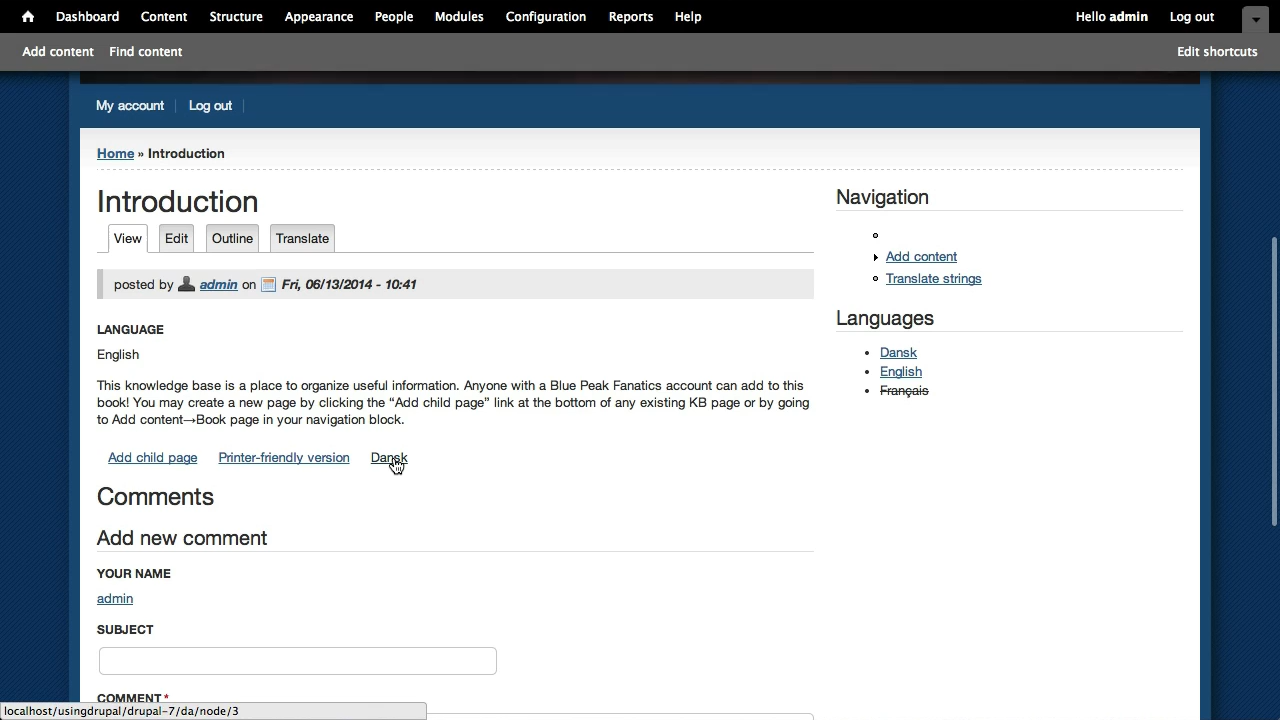 Dashboard Content Structure Appearance People Modules Configuration Reports Help Hello admin Log out
Add content Find content Edit shortcuts
My account Log out
Home » Introduction
Introduction
View Edit Outline Translate
posted by admin on Fri, 06/13/2014 - 10:41
LANGUAGE
English
This knowledge base is a place to organize useful information. Anyone with a Blue Peak Fanatics account can add to this
book! You may create a new page by clicking the “Add child page” link at the bottom of any existing KB page or by going
to Add content→Book page in your navigation block.
Add child page Printer-friendly version Dansk
Comments
Add new comment
YOUR NAME
admin
SUBJECT
COMMENT *
Navigation
Add content
Translate strings
Languages
Dansk
English
Français
localhost/usingdrupal/drupal-7/da/node/3